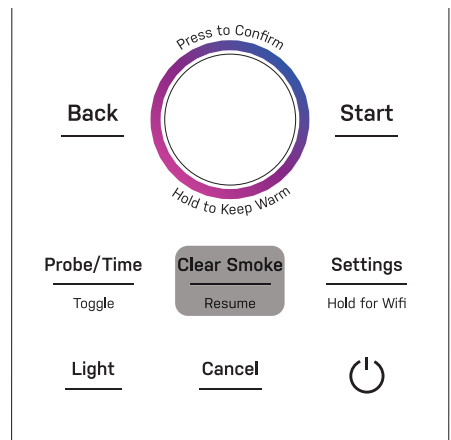 Press to Confirm
Back
Start
Hold to Keep Warm
Probe/Time
Clear Smoke
Settings
Toggle
Resume
Hold for Wifi
Light
Cancel